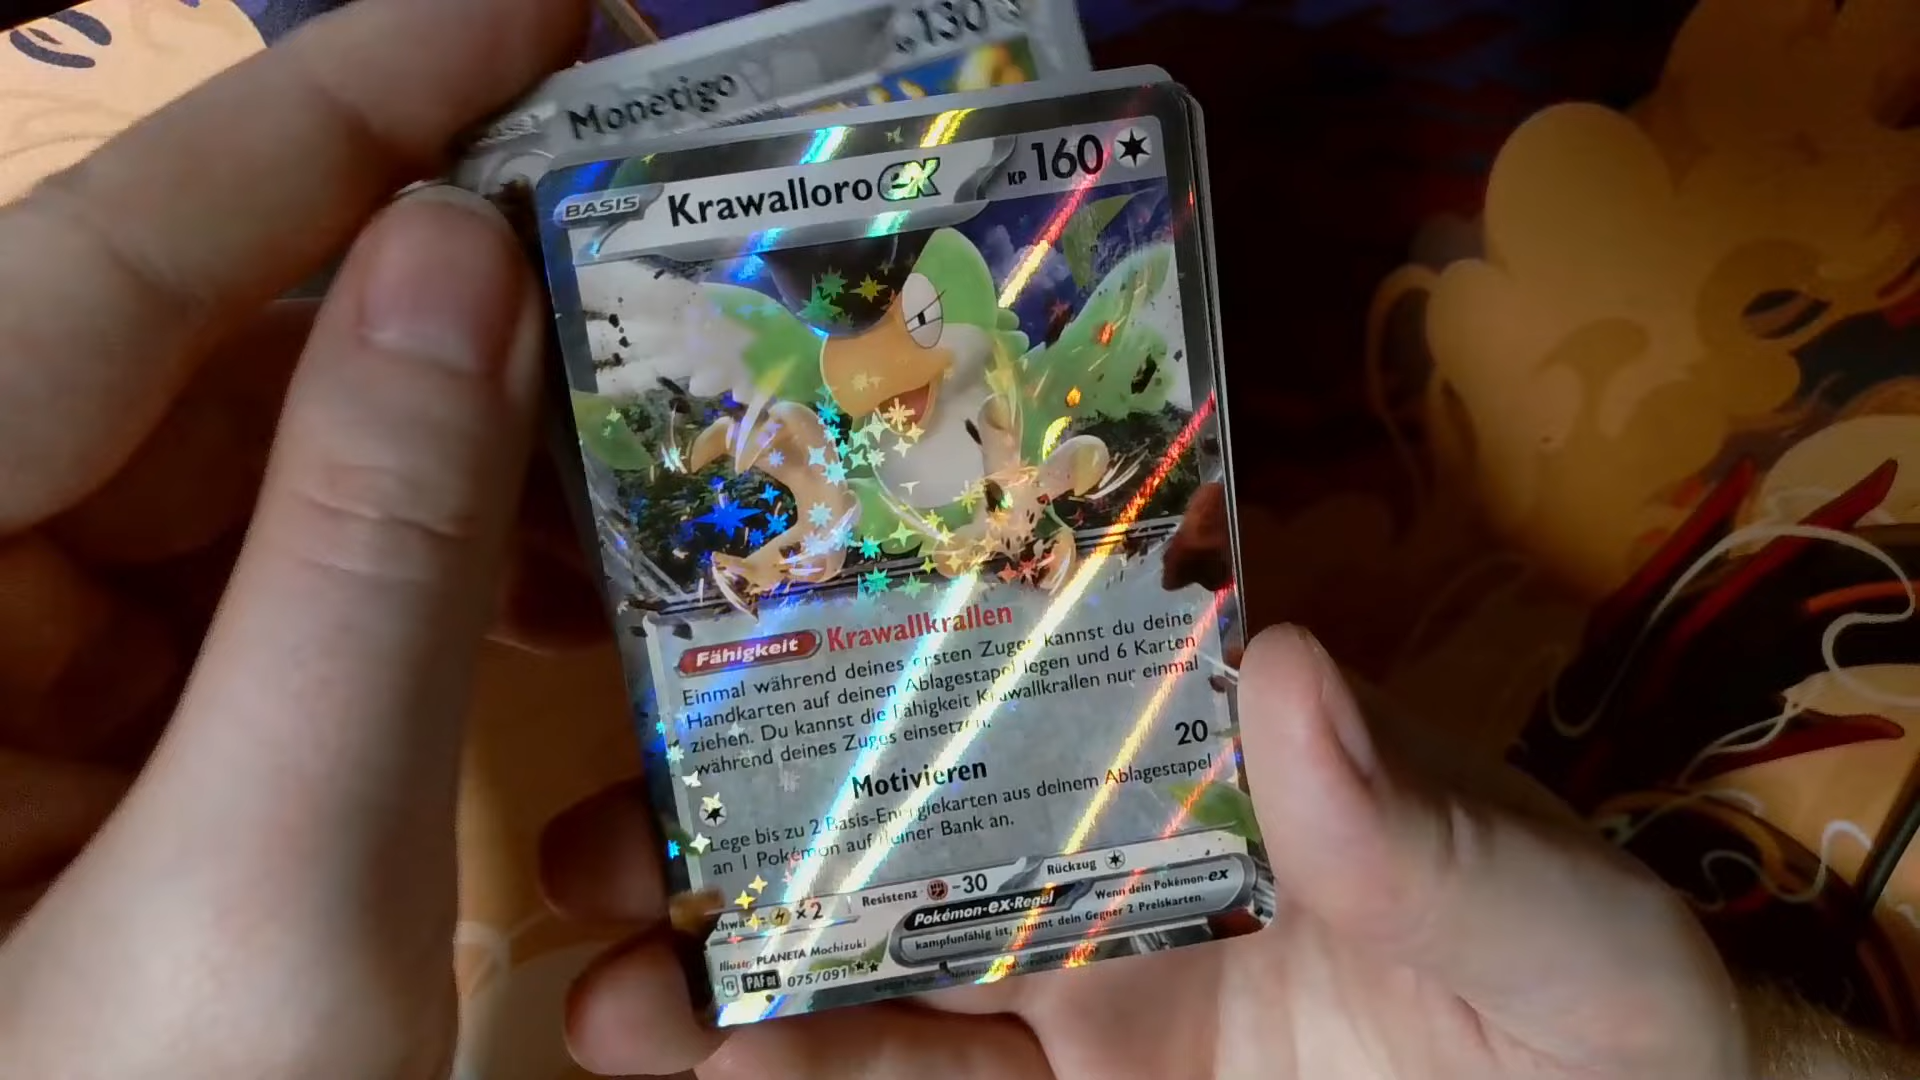 130
Monetigo
BASIS Krawalloro ex KP 160
Fähigkeit Krawallkrallen
Einmal während deines ersten Zuges kannst du deine
Handkarten auf deinen Ablagestapel legen und 6 Karten
ziehen. Du kannst die Fähigkeit Krawallkrallen nur einmal
während deines Zuges einsetzen.
Motivieren 20
Lege bis zu 2 Basis-Energiekarten aus deinem Ablagestapel
an 1 Pokémon auf deiner Bank an.
×2 Resistenz -30 Rückzug
Pokémon-ex-Regel Wenn dein Pokémon-ex
kampfunfähig ist, nimmt dein Gegner 2 Preiskarten.
Illustr. PLANETA Mochizuki
G PAF DE 075/091